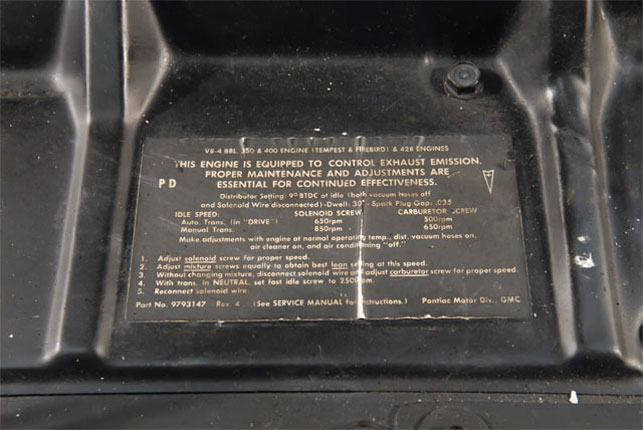 V8-4 BBL. 350 & 400 ENGINE (TEMPEST & FIREBIRD) & 428 ENGINES
THIS ENGINE IS EQUIPPED TO CONTROL EXHAUST EMISSION.
PROPER MAINTENANCE AND ADJUSTMENTS ARE
ESSENTIAL FOR CONTINUED EFFECTIVENESS.
P D
Distributor Setting: 9° BTDC at idle (both vacuum hoses off
and Solenoid Wire disconnected)-Dwell: 30°- Spark Plug Gap: .035
IDLE SPEED: SOLENOID SCREW CARBURETOR SCREW
Auto. Trans. (in "DRIVE") 650rpm 500rpm
Manual Trans. 850rpm 650rpm
Make adjustments with engine at normal operating temp., dist. vacuum hoses on,
air cleaner on, and air conditioning "off."
1. Adjust solenoid screw for proper speed.
2. Adjust mixture screws equally to obtain best lean setting at this speed.
3. Without changing mixture, disconnect solenoid wire and adjust carburetor screw for proper speed.
4. With trans. in NEUTRAL, set fast idle screw to 2500rpm.
5. Reconnect solenoid wire.
Part No. 9793147 Rev. 4 (See SERVICE MANUAL for instructions.) Pontiac Motor Div., GMC